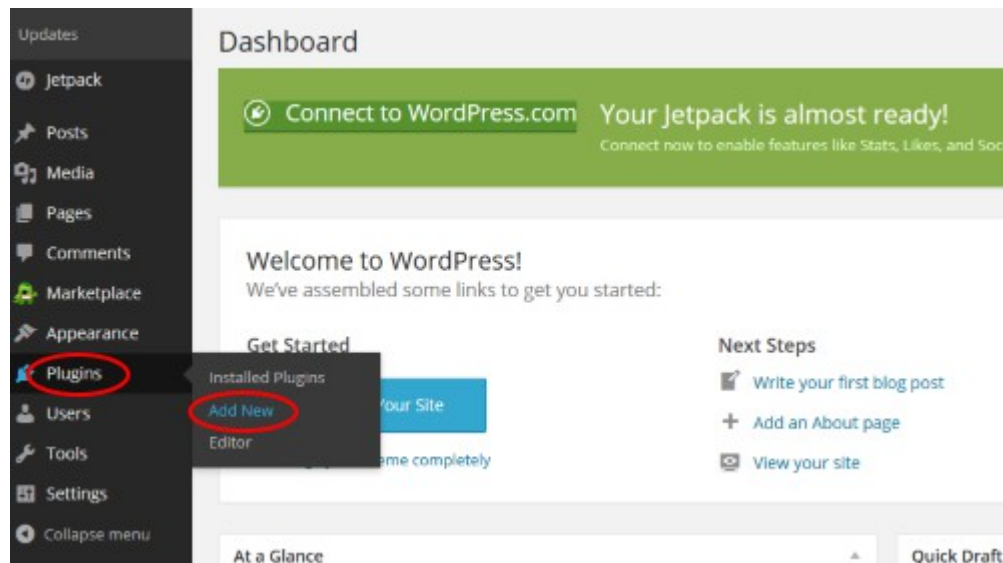 Updates
Jetpack
Posts
Media
Pages
Comments
Marketplace
Appearance
Plugins
Users
Tools
Settings
Collapse menu
Installed Plugins
Add New
Editor
Dashboard
Connect to WordPress.com
Your Jetpack is almost ready!
Connect now to enable features like Stats, Likes, and
Welcome to WordPress!
We've assembled some links to get you started:
Get Started
Your Site
completely
Next Steps
Write your first blog post
Add an About page
View your site
At a Glance
Quick Draft